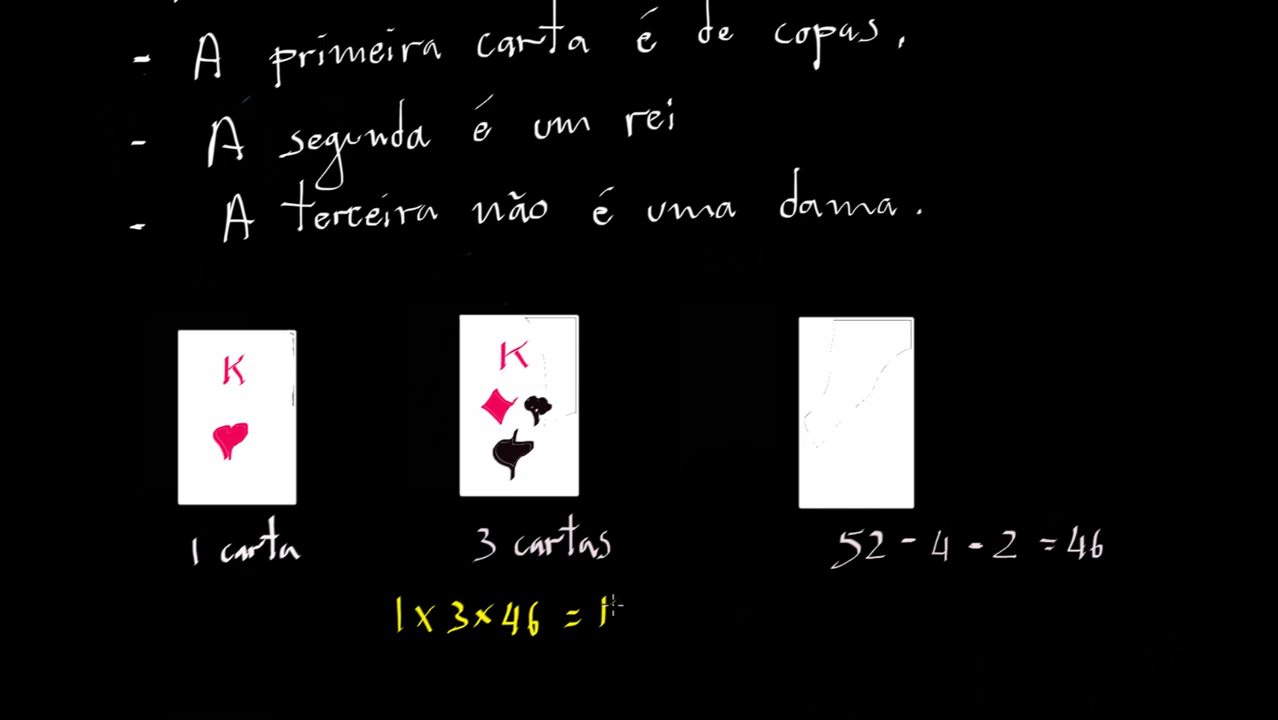 - A primeira carta é de copas.
- A segunda é um rei
- A terceira não é uma dama.
K
K
1 carta
3 cartas
52 - 4 - 2 = 46
1 x 3 x 46 = 1